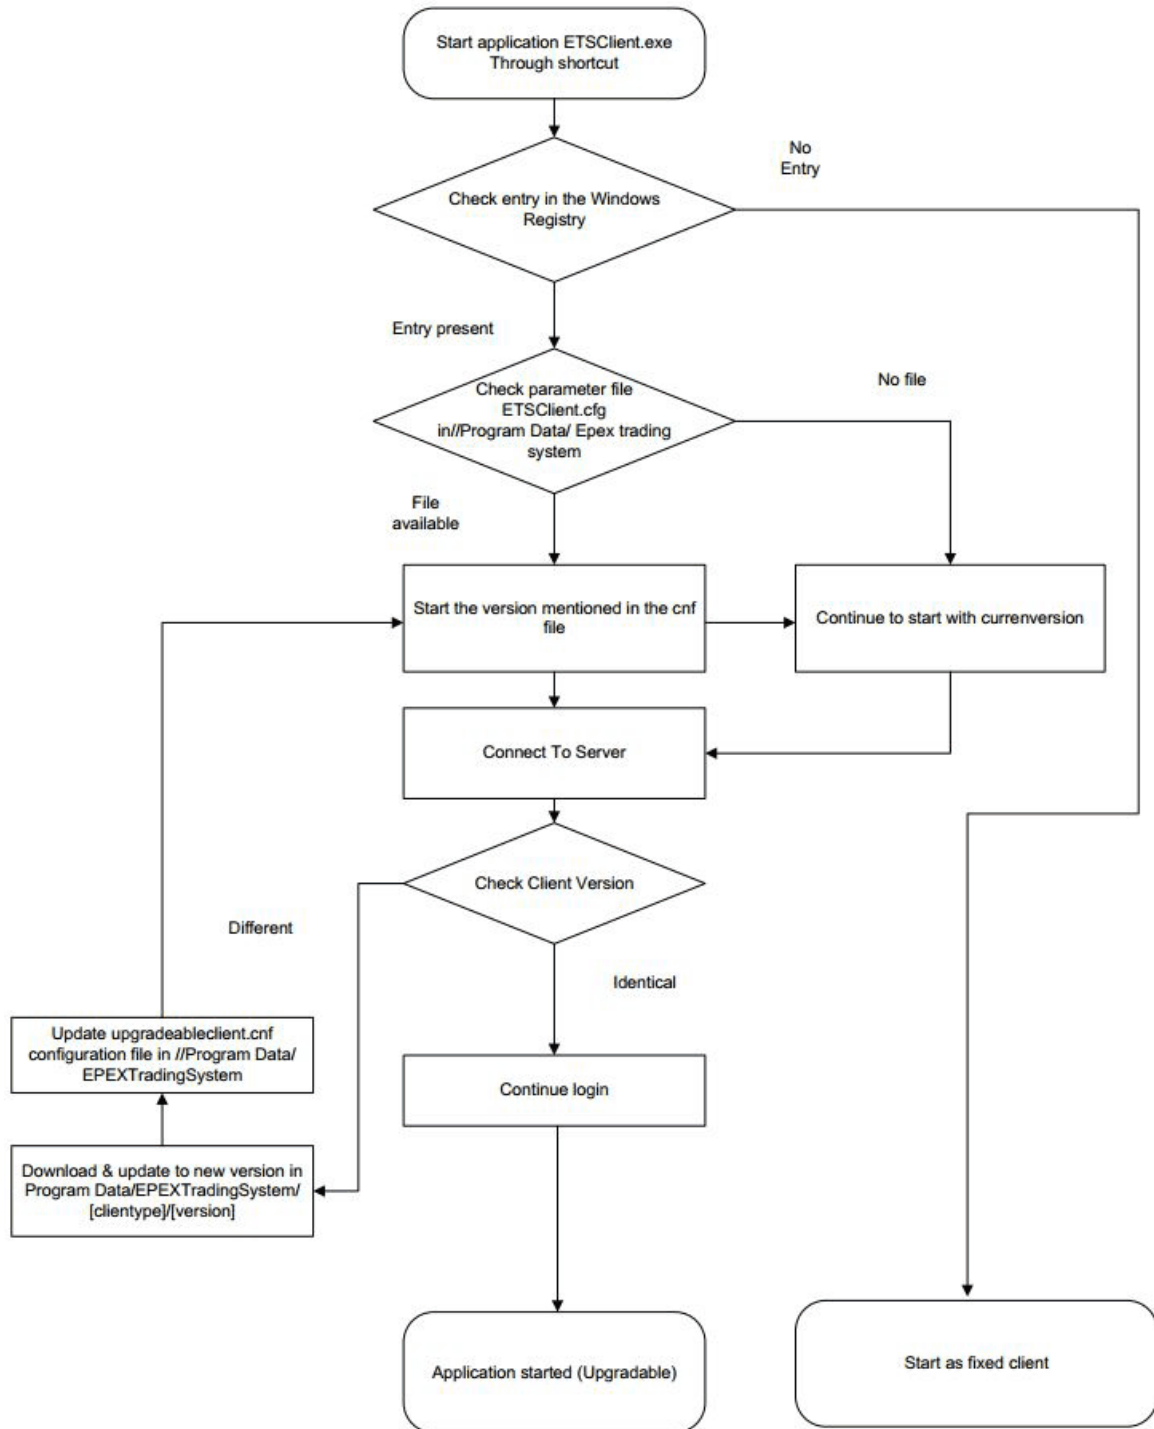 Start application ETSClient.exe
Through shortcut
No
Entry
Check entry in the Windows
Registry
Entry present
Check parameter file
ETSClient.cfg
in//Program Data/ Epex trading
system
No file
File
available
Start the version mentioned in the cnf
file
Continue to start with currenversion
Connect To Server
Check Client Version
Different
Identical
Update upgradeableclient.cnf
configuration file in //Program Data/
EPEXTradingSystem
Continue login
Download & update to new version in
Program Data/EPEXTradingSystem/
[clientype]/[version]
Application started (Upgradable)
Start as fixed client